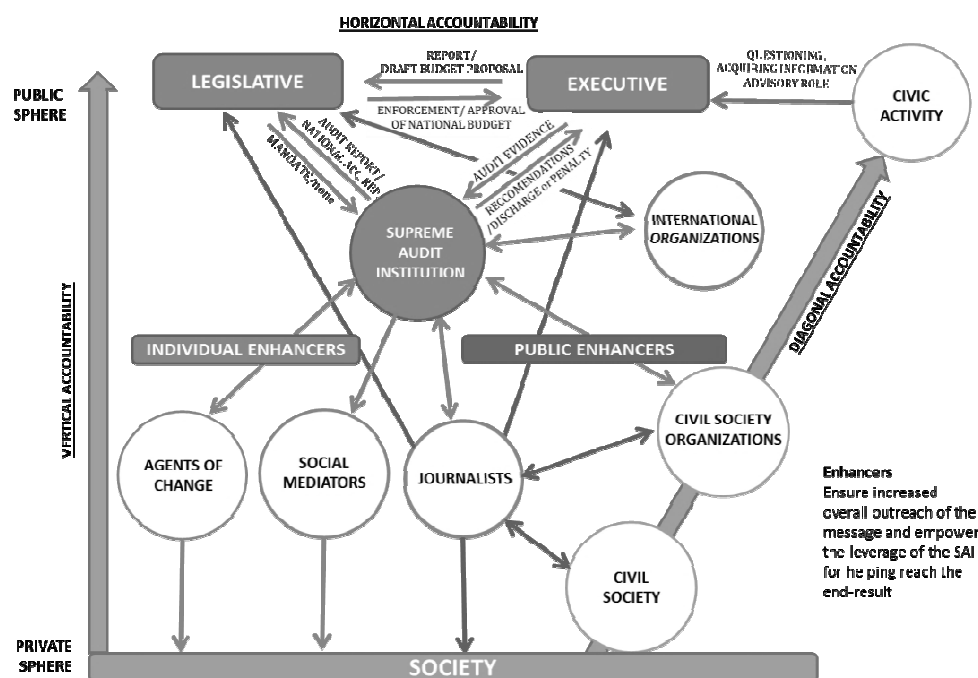 HORIZONTAL ACCOUNTABILITY
PUBLIC
SPHERE
LEGISLATIVE
REPORT/
DRAFT BUDGET PROPOSAL
ENFORCEMENT/ APPROVAL
OF NATIONAL BUDGET
EXECUTIVE
QUESTIONING,
ACQUIRING INFORMATION
ADVISORY ROLE
CIVIC
ACTIVITY
AUDIT REPORT/
NATIONAL ACC. REP
MANDATE/none
AUDIT EVIDENCE
RECCOMENDATIONS
/DISCHARGE or PENALTY
SUPREME
AUDIT
INSTITUTION
INTERNATIONAL
ORGANIZATIONS
VERTICAL ACCOUNTABILITY
DIAGONAL ACCOUNTABILITY
INDIVIDUAL ENHANCERS
PUBLIC ENHANCERS
AGENTS OF
CHANGE
SOCIAL
MEDIATORS
JOURNALISTS
CIVIL SOCIETY
ORGANIZATIONS
CIVIL
SOCIETY
Enhancers
Ensure increased
overall outreach of the
message and empower
the leverage of the SAI
for helping reach the
end-result
PRIVATE
SPHERE
SOCIETY